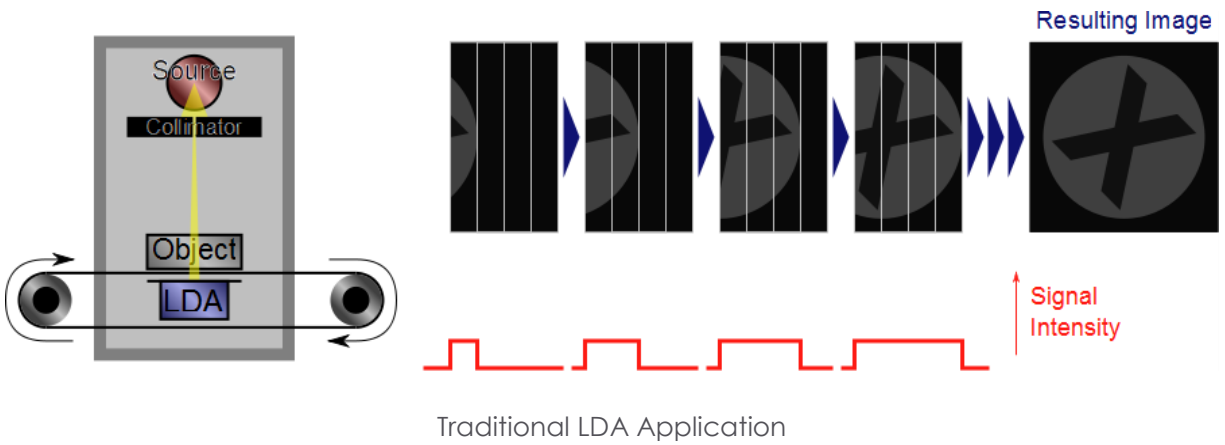 Source
Collimator
Object
LDA
Resulting Image
Signal
Intensity
Traditional LDA Application